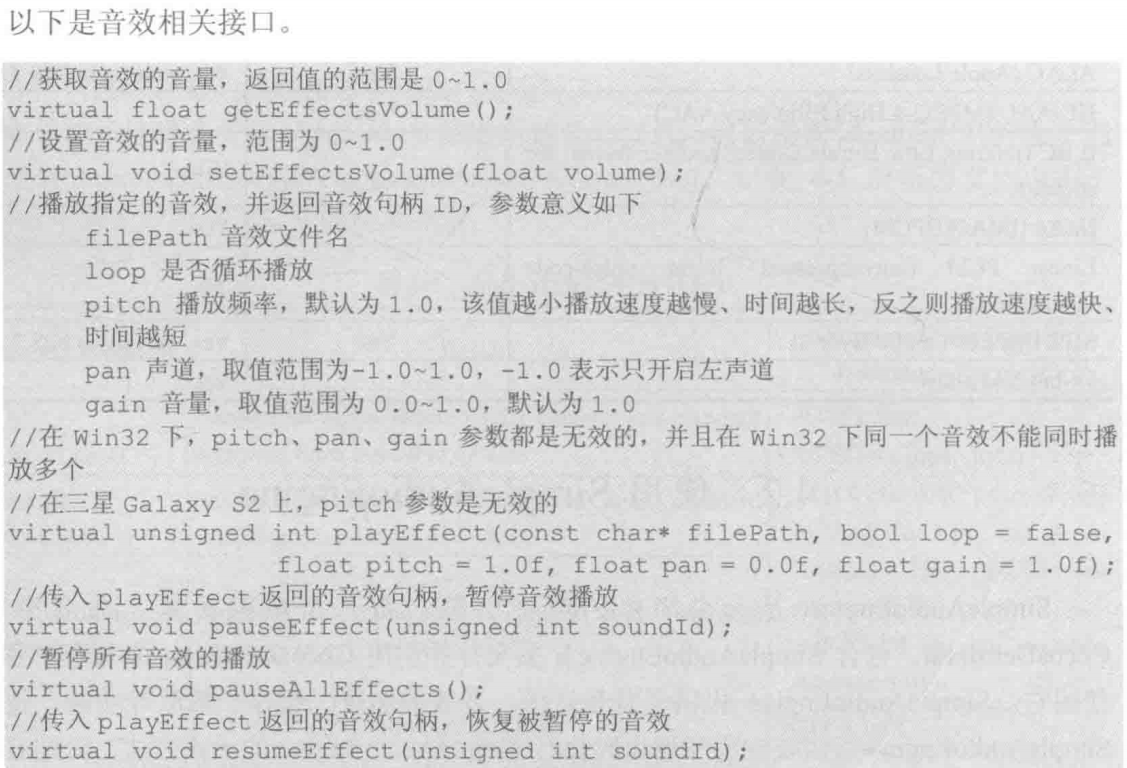 以下是音效相关接口。
//获取音效的音量，返回值的范围是 0~1.0
virtual float getEffectsVolume();
//设置音效的音量，范围为 0~1.0
virtual void setEffectsVolume(float volume);
//播放指定的音效，并返回音效句柄 ID，参数意义如下
filePath 音效文件名
loop 是否循环播放
pitch 播放频率，默认为 1.0，该值越小播放速度越慢、时间越长，反之则播放速度越快、
时间越短
pan 声道，取值范围为-1.0~1.0，-1.0 表示只开启左声道
gain 音量，取值范围为 0.0~1.0，默认为 1.0
//在 Win32 下，pitch、pan、gain 参数都是无效的，并且在 Win32 下同一个音效不能同时播
放多个
//在三星 Galaxy S2 上，pitch 参数是无效的
virtual unsigned int playEffect(const char* filePath, bool loop = false,
float pitch = 1.0f, float pan = 0.0f, float gain = 1.0f);
//传入 playEffect 返回的音效句柄，暂停音效播放
virtual void pauseEffect(unsigned int soundId);
//暂停所有音效的播放
virtual void pauseAllEffects();
//传入 playEffect 返回的音效句柄，恢复被暂停的音效
virtual void resumeEffect(unsigned int soundId);